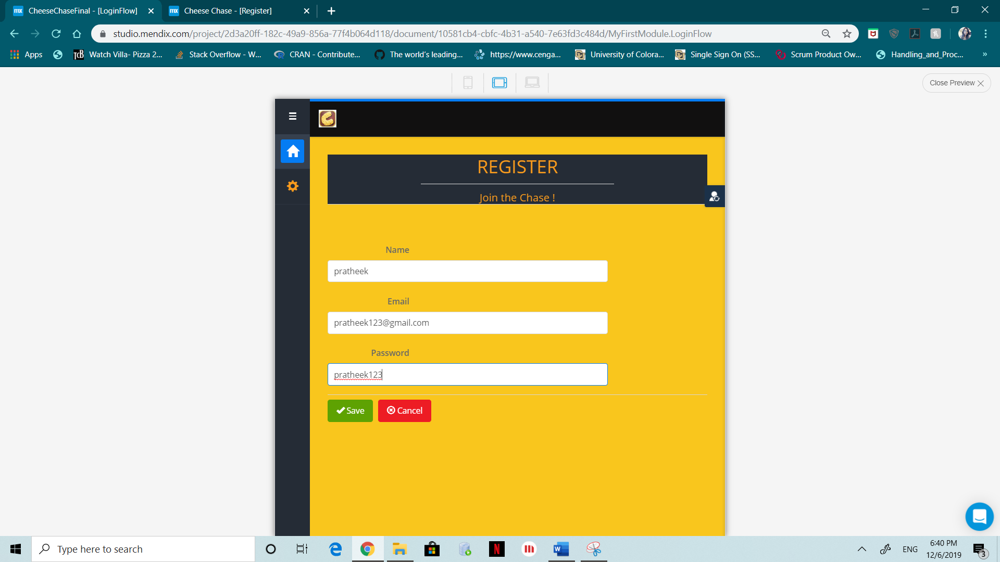 CheeseChaseFinal - [LoginFlow]
Cheese Chase - [Register]
studio.mendix.com/project/2d3a20ff-182c-49a9-856a-77f4b064d118/document/10581cb4-cbfc-4b31-a540-7e63fd3c484d/MyFirstModule.LoginFlow
Apps
Watch Villa- Pizza 2...
Stack Overflow - W...
CRAN - Contribute...
The world's leading...
https://www.cenga...
University of Colora...
Single Sign On (SS...
Scrum Product Ow...
Handling_and_Proc...
»
Close Preview
REGISTER
Join the Chase !
Name
pratheek
Email
pratheek123@gmail.com
Password
pratheek123
Save
Cancel
Type here to search
ENG
6:40 PM
12/6/2019
3